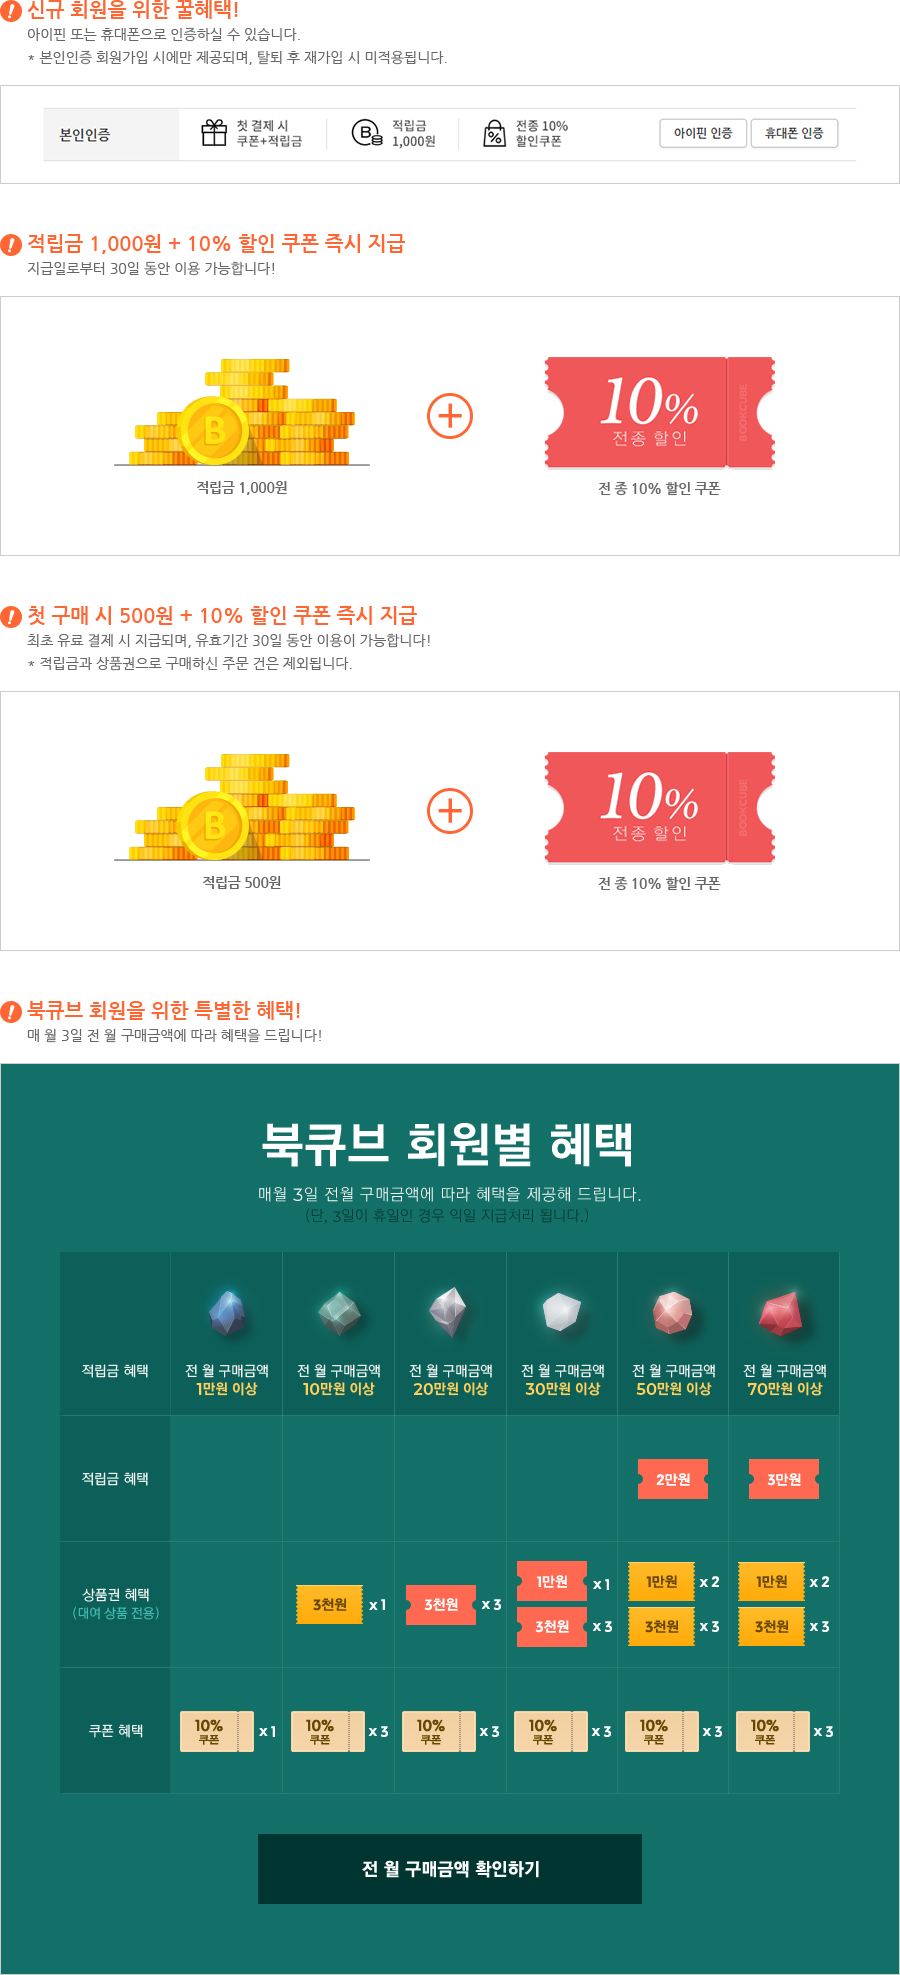 신규 회원을 위한 꿀혜택!
아이핀 또는 휴대폰으로 인증하실 수 있습니다.
* 본인인증 회원가입 시에만 제공되며, 탈퇴 후 재가입 시 미적용됩니다.
본인인증
첫 결제 시
쿠폰+적립금
적립금
1,000원
전종 10%
할인쿠폰
아이핀 인증
휴대폰 인증
적립금 1,000원 + 10% 할인 쿠폰 즉시 지급
지급일로부터 30일 동안 이용 가능합니다!
B
10%
전종 할인
BOOKCUBE
적립금 1,000원
전 종 10% 할인 쿠폰
첫 구매 시 500원 + 10% 할인 쿠폰 즉시 지급
최초 유료 결제 시 지급되며, 유효기간 30일 동안 이용이 가능합니다!
* 적립금과 상품권으로 구매하신 주문 건은 제외됩니다.
B
10%
전종 할인
BOOKCUBE
적립금 500원
전 종 10% 할인 쿠폰
북큐브 회원을 위한 특별한 혜택!
매 월 3일 전 월 구매금액에 따라 혜택을 드립니다!
북큐브 회원별 혜택
매월 3일 전월 구매금액에 따라 혜택을 제공해 드립니다.
(단, 3일이 휴일인 경우 익일 지급처리 됩니다.)
적립금 혜택
전 월 구매금액
1만원 이상
전 월 구매금액
10만원 이상
전 월 구매금액
20만원 이상
전 월 구매금액
30만원 이상
전 월 구매금액
50만원 이상
전 월 구매금액
70만원 이상
적립금 혜택
2만원
3만원
상품권 혜택
(대여 상품 전용)
3천원 x 1
3천원 x 3
1만원 x 1
3천원 x 3
1만원 x 2
3천원 x 3
1만원 x 2
3천원 x 3
쿠폰 혜택
10%
쿠폰
x 1
10%
쿠폰
x 3
10%
쿠폰
x 3
10%
쿠폰
x 3
10%
쿠폰
x 3
10%
쿠폰
x 3
전 월 구매금액 확인하기